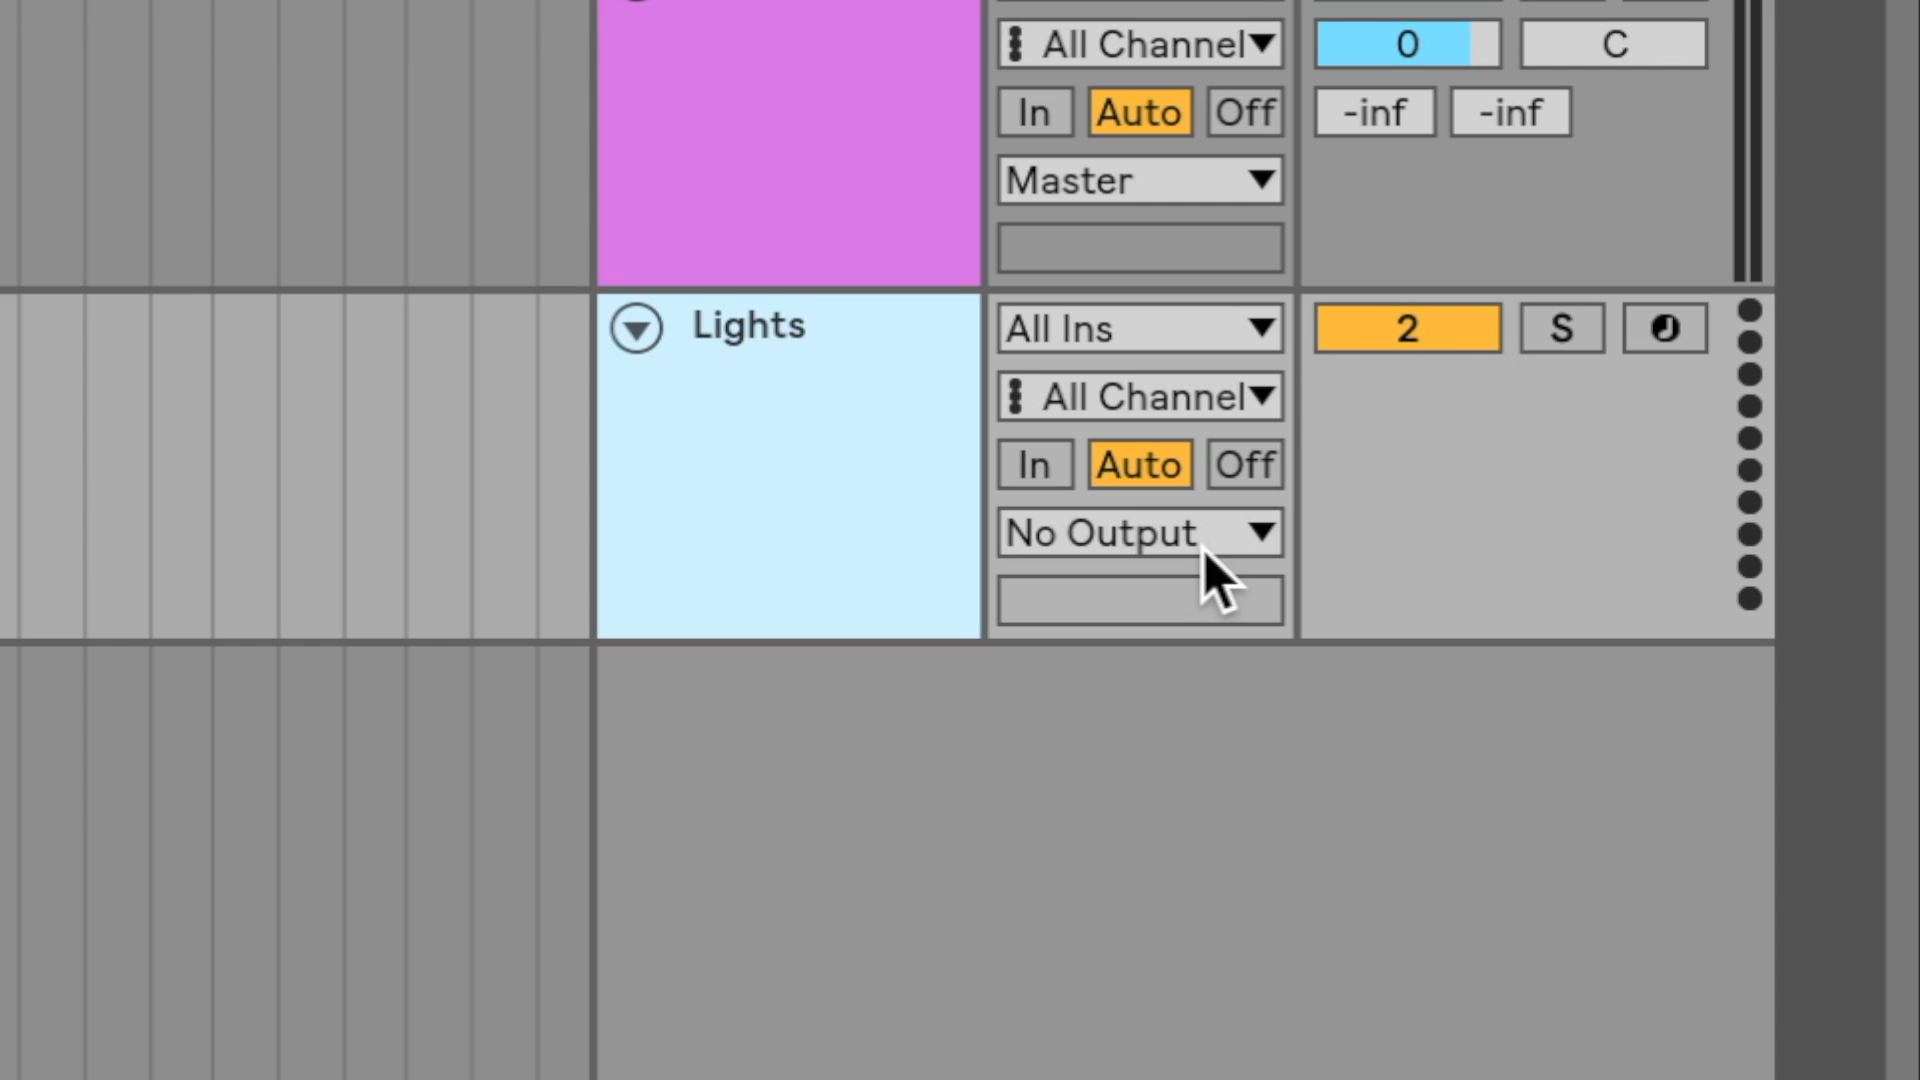 All Channel 0 C
In Auto Off -inf -inf
Master
Lights All Ins 2 S
All Channel
In Auto Off
No Output